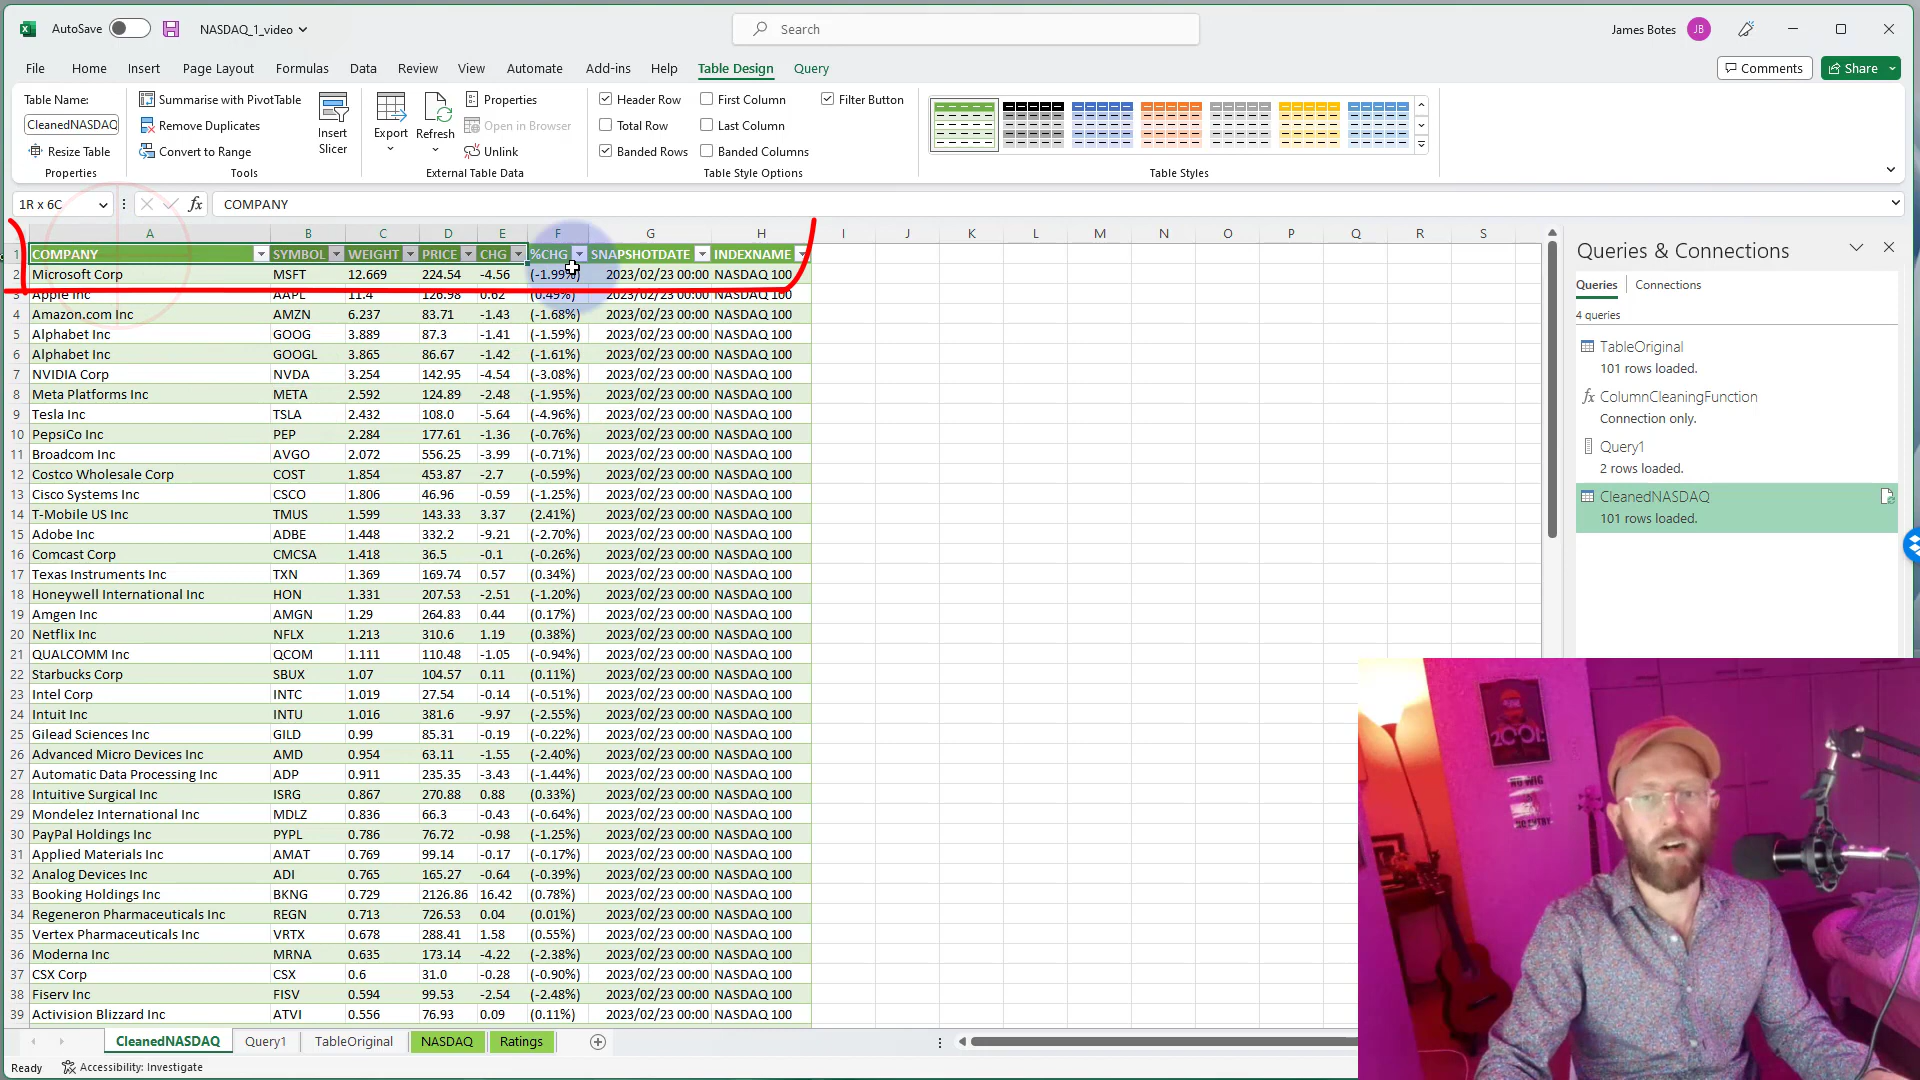 AutoSave
NASDAQ_1_video
Search
James Botes
JB
File Home Insert Page Layout Formulas Data Review View Automate Add-ins Help Table Design Query
Comments
Share
Table Name:
CleanedNASDAQ
Resize Table
Properties
Summarise with PivotTable
Remove Duplicates
Convert to Range
Tools
Insert
Slicer
Export
Refresh
Properties
Open in Browser
Unlink
External Table Data
Header Row
Total Row
Banded Rows
First Column
Last Column
Banded Columns
Filter Button
Table Style Options
Table Styles
1R x 6C
fx
COMPANY
A B C D E F G H I J K L M N O P Q R S
1 COMPANY SYMBOL WEIGHT PRICE CHG %CHG SNAPSHOTDATE INDEXNAME
2 Microsoft Corp MSFT 12.669 224.54 -4.56 (-1.99%) 2023/02/23 00:00 NASDAQ 100
3 Apple Inc AAPL 11.4 126.98 0.62 (0.49%) 2023/02/23 00:00 NASDAQ 100
4 Amazon.com Inc AMZN 6.237 83.71 -1.43 (-1.68%) 2023/02/23 00:00 NASDAQ 100
5 Alphabet Inc GOOG 3.889 87.3 -1.41 (-1.59%) 2023/02/23 00:00 NASDAQ 100
6 Alphabet Inc GOOGL 3.865 86.67 -1.42 (-1.61%) 2023/02/23 00:00 NASDAQ 100
7 NVIDIA Corp NVDA 3.254 142.95 -4.54 (-3.08%) 2023/02/23 00:00 NASDAQ 100
8 Meta Platforms Inc META 2.592 124.89 -2.48 (-1.95%) 2023/02/23 00:00 NASDAQ 100
9 Tesla Inc TSLA 2.432 108.0 -5.64 (-4.96%) 2023/02/23 00:00 NASDAQ 100
10 PepsiCo Inc PEP 2.284 177.61 -1.36 (-0.76%) 2023/02/23 00:00 NASDAQ 100
11 Broadcom Inc AVGO 2.072 556.25 -3.99 (-0.71%) 2023/02/23 00:00 NASDAQ 100
12 Costco Wholesale Corp COST 1.854 453.87 -2.7 (-0.59%) 2023/02/23 00:00 NASDAQ 100
13 Cisco Systems Inc CSCO 1.806 46.96 -0.59 (-1.25%) 2023/02/23 00:00 NASDAQ 100
14 T-Mobile US Inc TMUS 1.599 143.33 3.37 (2.41%) 2023/02/23 00:00 NASDAQ 100
15 Adobe Inc ADBE 1.448 332.2 -9.21 (-2.70%) 2023/02/23 00:00 NASDAQ 100
16 Comcast Corp CMCSA 1.418 36.5 -0.1 (-0.26%) 2023/02/23 00:00 NASDAQ 100
17 Texas Instruments Inc TXN 1.369 169.74 0.57 (0.34%) 2023/02/23 00:00 NASDAQ 100
18 Honeywell International Inc HON 1.331 207.53 -2.51 (-1.20%) 2023/02/23 00:00 NASDAQ 100
19 Amgen Inc AMGN 1.29 264.83 0.44 (0.17%) 2023/02/23 00:00 NASDAQ 100
20 Netflix Inc NFLX 1.213 310.6 1.19 (0.38%) 2023/02/23 00:00 NASDAQ 100
21 QUALCOMM Inc QCOM 1.111 110.48 -1.05 (-0.94%) 2023/02/23 00:00 NASDAQ 100
22 Starbucks Corp SBUX 1.07 104.57 0.11 (0.11%) 2023/02/23 00:00 NASDAQ 100
23 Intel Corp INTC 1.019 27.54 -0.14 (-0.51%) 2023/02/23 00:00 NASDAQ 100
24 Intuit Inc INTU 1.016 381.6 -9.97 (-2.55%) 2023/02/23 00:00 NASDAQ 100
25 Gilead Sciences Inc GILD 0.99 85.31 -0.19 (-0.22%) 2023/02/23 00:00 NASDAQ 100
26 Advanced Micro Devices Inc AMD 0.954 63.11 -1.55 (-2.40%) 2023/02/23 00:00 NASDAQ 100
27 Automatic Data Processing Inc ADP 0.911 235.35 -3.43 (-1.44%) 2023/02/23 00:00 NASDAQ 100
28 Intuitive Surgical Inc ISRG 0.867 270.88 0.88 (0.33%) 2023/02/23 00:00 NASDAQ 100
29 Mondelez International Inc MDLZ 0.836 66.3 -0.43 (-0.64%) 2023/02/23 00:00 NASDAQ 100
30 PayPal Holdings Inc PYPL 0.786 76.72 -0.98 (-1.25%) 2023/02/23 00:00 NASDAQ 100
31 Applied Materials Inc AMAT 0.769 99.14 -0.17 (-0.17%) 2023/02/23 00:00 NASDAQ 100
32 Analog Devices Inc ADI 0.765 165.27 -0.64 (-0.39%) 2023/02/23 00:00 NASDAQ 100
33 Booking Holdings Inc BKNG 0.729 2126.86 16.42 (0.78%) 2023/02/23 00:00 NASDAQ 100
34 Regeneron Pharmaceuticals Inc REGN 0.713 726.53 0.04 (0.01%) 2023/02/23 00:00 NASDAQ 100
35 Vertex Pharmaceuticals Inc VRTX 0.678 288.41 1.58 (0.55%) 2023/02/23 00:00 NASDAQ 100
36 Moderna Inc MRNA 0.635 173.14 -4.22 (-2.38%) 2023/02/23 00:00 NASDAQ 100
37 CSX Corp CSX 0.6 31.0 -0.28 (-0.90%) 2023/02/23 00:00 NASDAQ 100
38 Fiserv Inc FISV 0.594 99.53 -2.54 (-2.48%) 2023/02/23 00:00 NASDAQ 100
39 Activision Blizzard Inc ATVI 0.556 76.93 0.09 (0.11%) 2023/02/23 00:00 NASDAQ 100
Queries & Connections
Queries Connections
4 queries
TableOriginal
101 rows loaded.
fx ColumnCleaningFunction
Connection only.
Query1
2 rows loaded.
CleanedNASDAQ
101 rows loaded.
2001:
CleanedNASDAQ Query1 TableOriginal NASDAQ Ratings
Ready
Accessibility: Investigate